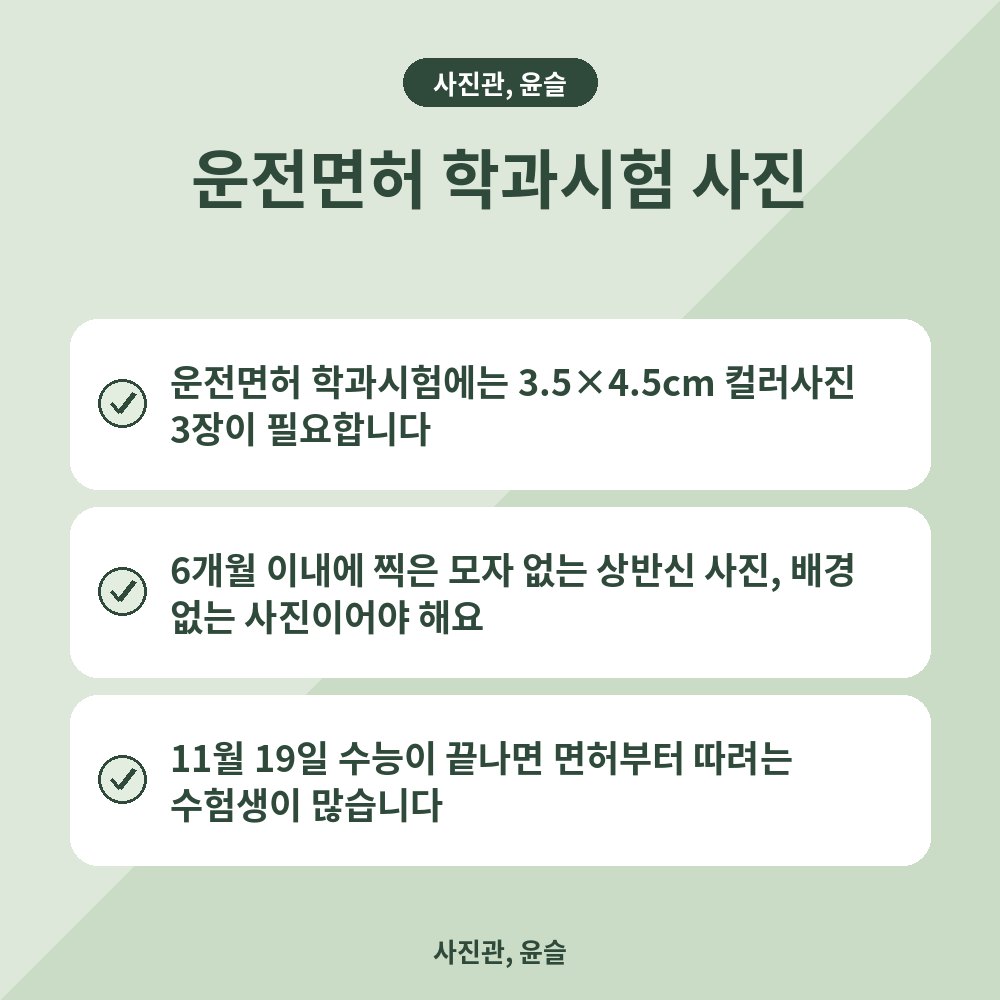 사진관, 윤슬
운전면허 학과시험 사진
운전면허 학과시험에는 3.5×4.5cm 컬러사진
3장이 필요합니다
6개월 이내에 찍은 모자 없는 상반신 사진, 배경
없는 사진이어야 해요
11월 19일 수능이 끝나면 면허부터 따려는
수험생이 많습니다
사진관, 윤슬